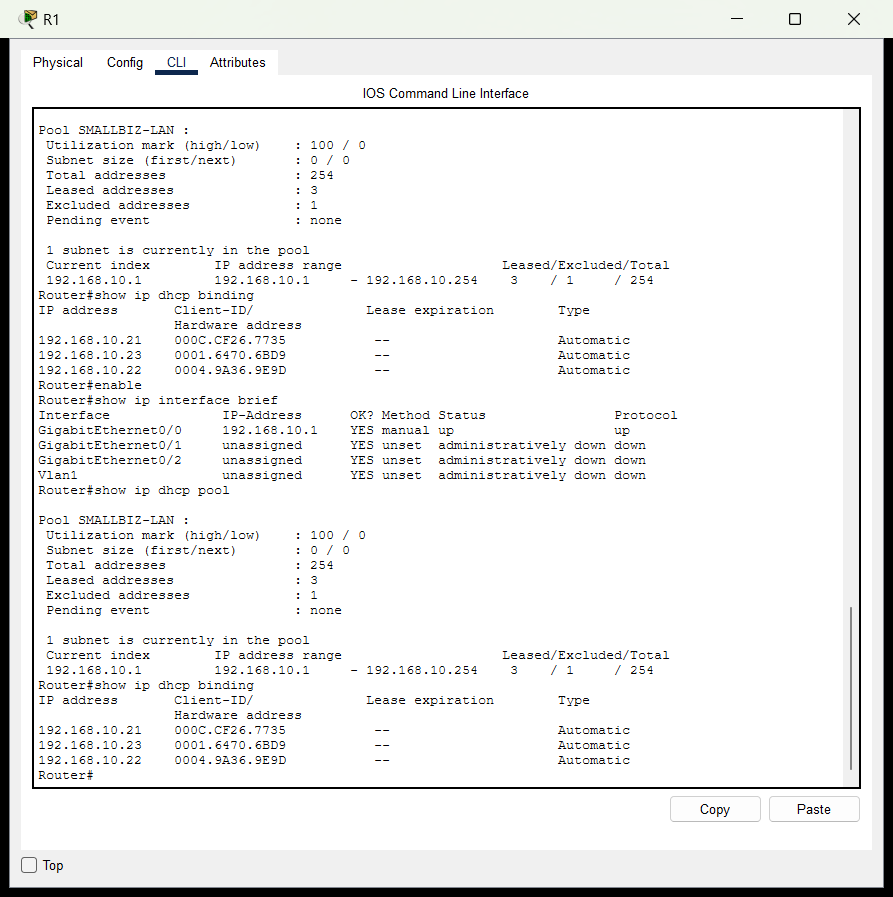 R1
Physical Config CLI Attributes
IOS Command Line Interface
Pool SMALLBIZ-LAN :
Utilization mark (high/low) : 100 / 0
Subnet size (first/next) : 0 / 0
Total addresses : 254
Leased addresses : 3
Excluded addresses : 1
Pending event : none
1 subnet is currently in the pool
Current index IP address range Leased/Excluded/Total
192.168.10.1 192.168.10.1 - 192.168.10.254 3 / 1 / 254
Router#show ip dhcp binding
IP address Client-ID/ Lease expiration Type
Hardware address
192.168.10.21 000C.CF26.7735 -- Automatic
192.168.10.23 0001.6470.6BD9 -- Automatic
192.168.10.22 0004.9A36.9E9D -- Automatic
Router#enable
Router#show ip interface brief
Interface IP-Address OK? Method Status Protocol
GigabitEthernet0/0 192.168.10.1 YES manual up up
GigabitEthernet0/1 unassigned YES unset administratively down down
GigabitEthernet0/2 unassigned YES unset administratively down down
Vlan1 unassigned YES unset administratively down down
Router#show ip dhcp pool
Pool SMALLBIZ-LAN :
Utilization mark (high/low) : 100 / 0
Subnet size (first/next) : 0 / 0
Total addresses : 254
Leased addresses : 3
Excluded addresses : 1
Pending event : none
1 subnet is currently in the pool
Current index IP address range Leased/Excluded/Total
192.168.10.1 192.168.10.1 - 192.168.10.254 3 / 1 / 254
Router#show ip dhcp binding
IP address Client-ID/ Lease expiration Type
Hardware address
192.168.10.21 000C.CF26.7735 -- Automatic
192.168.10.23 0001.6470.6BD9 -- Automatic
192.168.10.22 0004.9A36.9E9D -- Automatic
Router#
Copy Paste
Top